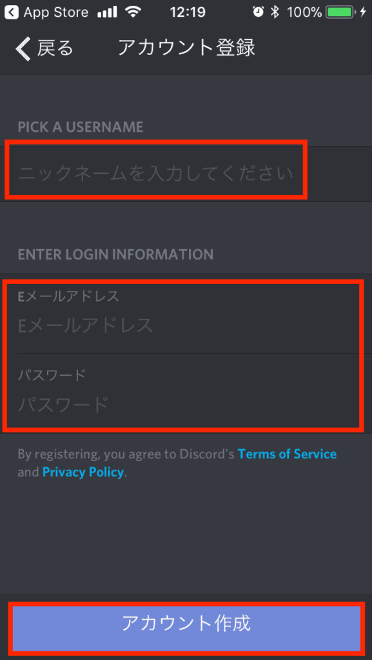 App Store 12:19 100%
戻る アカウント登録
PICK A USERNAME
ニックネームを入力してください
ENTER LOGIN INFORMATION
Eメールアドレス
Eメールアドレス
パスワード
パスワード
By registering, you agree to Discord's Terms of Service
and Privacy Policy.
アカウント作成